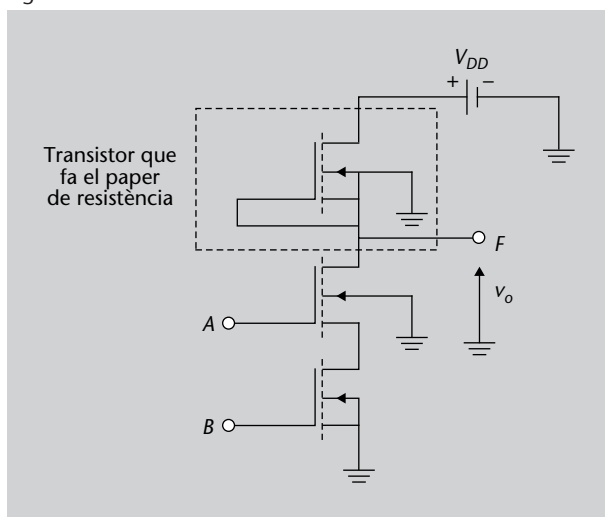 V_DD
+ −
Transistor que
fa el paper
de resistència
F
v_o
A
B